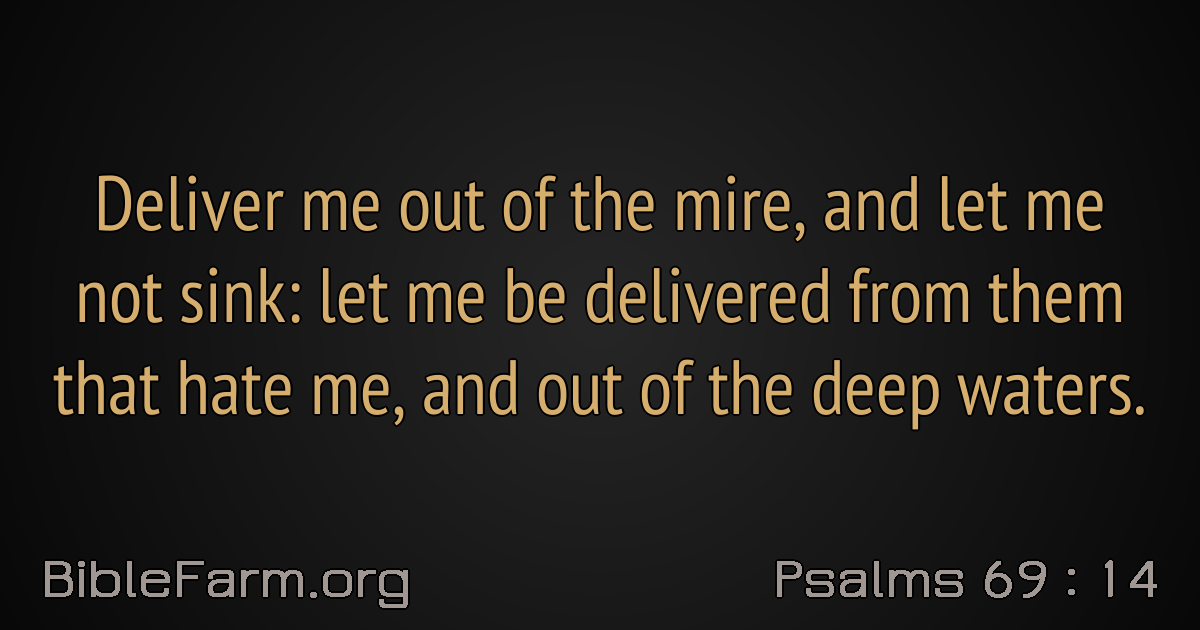 Deliver me out of the mire, and let me
not sink: let me be delivered from them
that hate me, and out of the deep waters.
BibleFarm.org
Psalms 69 : 14